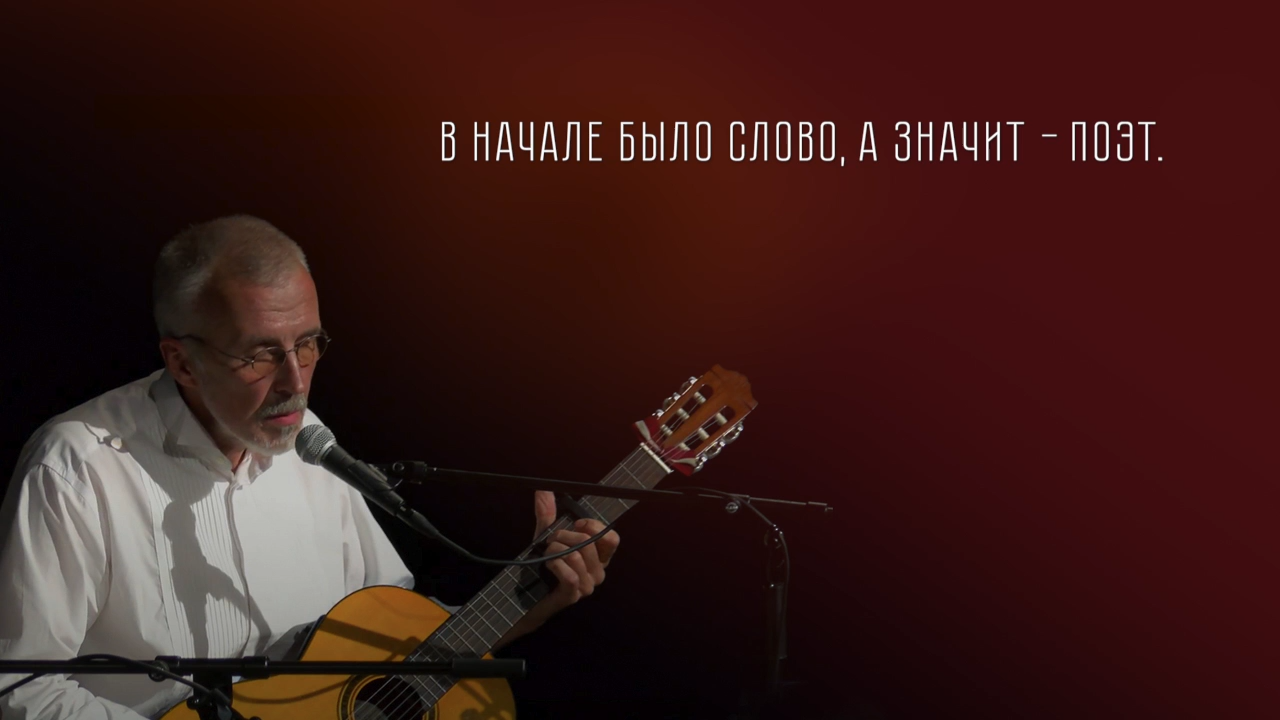 В НАЧАЛЕ БЫЛО СЛОВО, А ЗНАЧИТ – ПОЭТ.